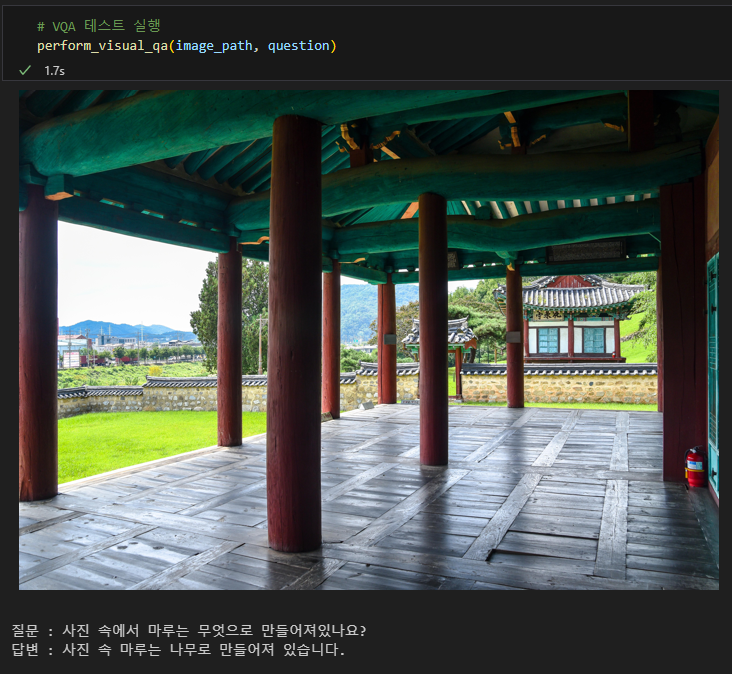 # VQA 테스트 실행
perform_visual_qa(image_path, question)
1.7s
질문 : 사진 속에서 마루는 무엇으로 만들어져있나요?
답변 : 사진 속 마루는 나무로 만들어져 있습니다.